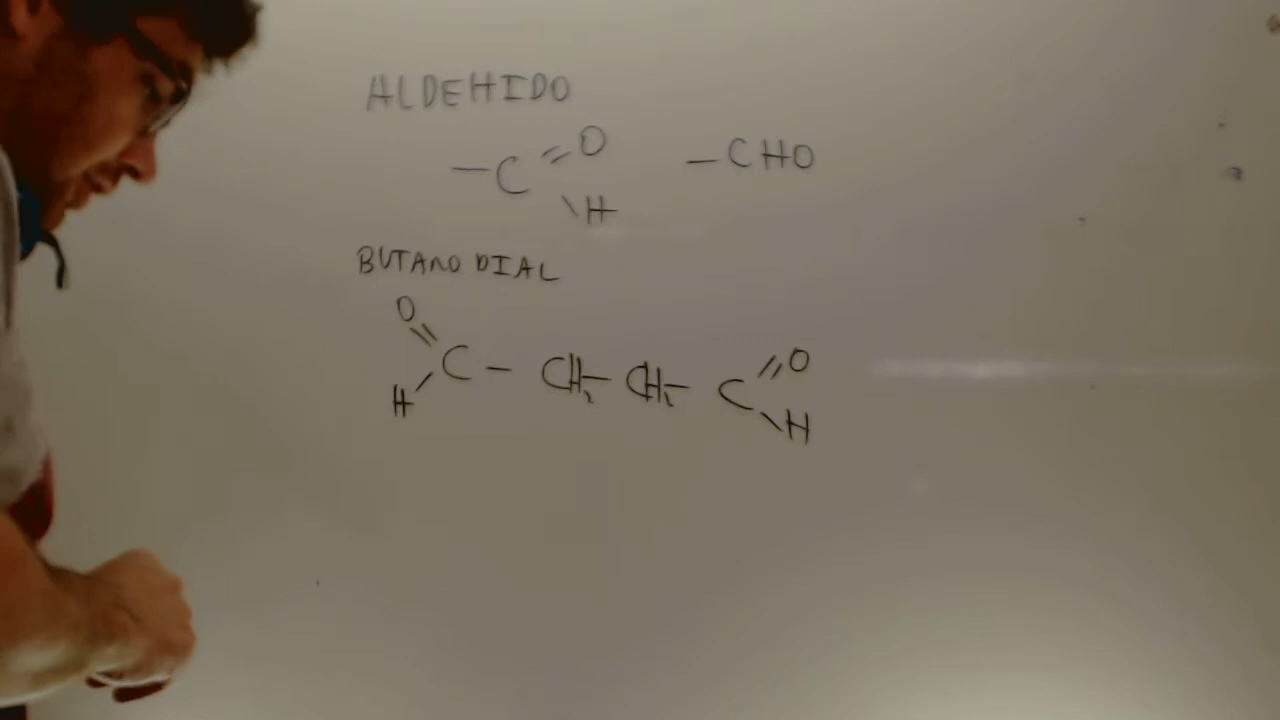 ALDEHIDO
-C=O -CHO
\H
BUTANODIAL
O
C - CH₂- CH₂- C=O
H \H